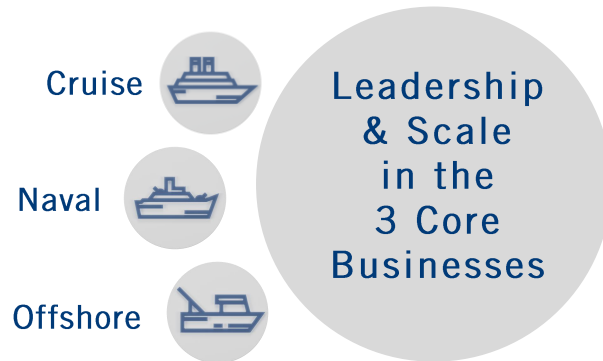 Cruise
Naval
Offshore
Leadership
& Scale
in the
3 Core
Businesses